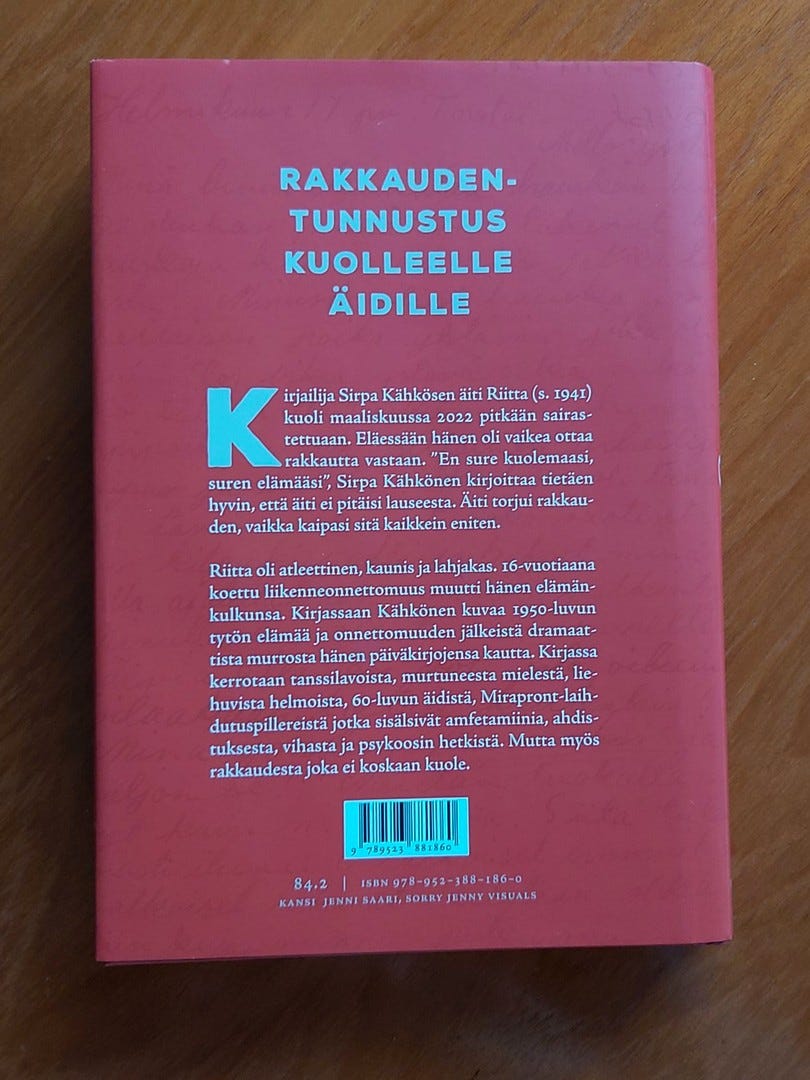 RAKKAUDEN-
TUNNUSTUS
KUOLLEELLE
ÄIDILLE
Kirjailija Sirpa Kähkösen äiti Riitta (s. 1941)
kuoli maaliskuussa 2022 pitkään sairas-
tettuaan. Eläessään hänen oli vaikea ottaa
rakkautta vastaan. ”En sure kuolemaasi,
suren elämääsi”, Sirpa Kähkönen kirjoittaa tietäen
hyvin, että äiti ei pitäisi lauseesta. Äiti torjui rakkau-
den, vaikka kaipasi sitä kaikkein eniten.
Riitta oli atleettinen, kaunis ja lahjakas. 16-vuotiaana
koettu liikenneonnettomuus muutti hänen elämän-
kulkunsa. Kirjassaan Kähkönen kuvaa 1950-luvun
tytön elämää ja onnettomuuden jälkeistä dramaat-
tista murrosta hänen päiväkirjojensa kautta. Kirjassa
kerrotaan tanssilavoista, murtuneesta mielestä, lie-
huvista helmoista, 60-luvun äidistä, Mirapront-laih-
dutuspillereistä jotka sisälsivät amfetamiinia, ahdis-
tuksesta, vihasta ja psykoosin hetkistä. Mutta myös
rakkaudesta joka ei koskaan kuole.
9 789523 881860
84.2 | ISBN 978-952-388-186-0
KANSI JENNI SAARI, SORRY JENNY VISUALS